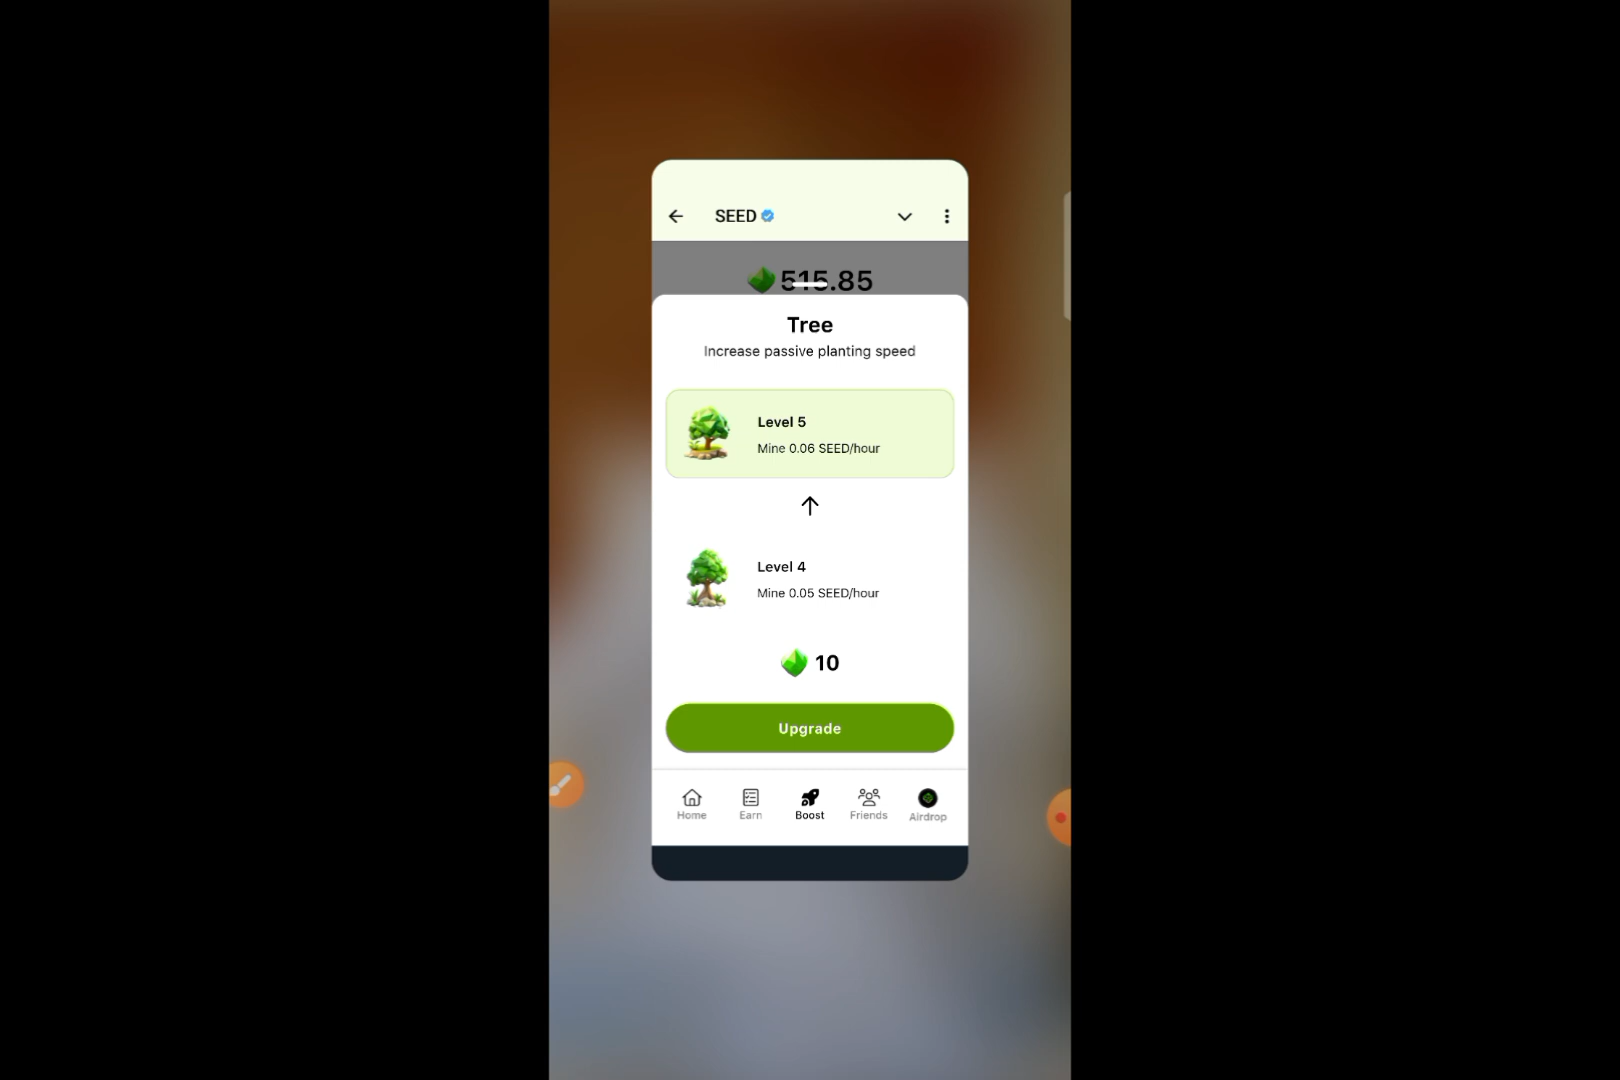 SEED
515.85
Tree
Increase passive planting speed
Level 5
Mine 0.06 SEED/hour
Level 4
Mine 0.05 SEED/hour
10
Upgrade
Home Earn Boost Friends Airdrop